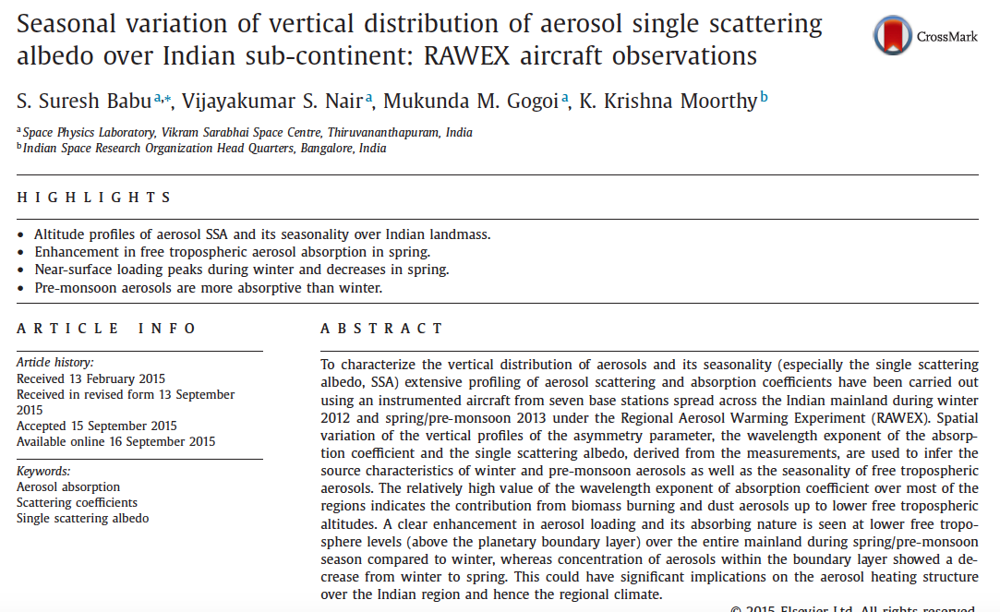 Seasonal variation of vertical distribution of aerosol single scattering
albedo over Indian sub-continent: RAWEX aircraft observations
CrossMark
S. Suresh Babu a,*, Vijayakumar S. Nair a, Mukunda M. Gogoi a, K. Krishna Moorthy b
a Space Physics Laboratory, Vikram Sarabhai Space Centre, Thiruvananthapuram, India
b Indian Space Research Organization Head Quarters, Bangalore, India
HIGHLIGHTS
• Altitude profiles of aerosol SSA and its seasonality over Indian landmass.
• Enhancement in free tropospheric aerosol absorption in spring.
• Near-surface loading peaks during winter and decreases in spring.
• Pre-monsoon aerosols are more absorptive than winter.
ARTICLE INFO
Article history:
Received 13 February 2015
Received in revised form 13 September
2015
Accepted 15 September 2015
Available online 16 September 2015
Keywords:
Aerosol absorption
Scattering coefficients
Single scattering albedo
ABSTRACT
To characterize the vertical distribution of aerosols and its seasonality (especially the single scattering
albedo, SSA) extensive profiling of aerosol scattering and absorption coefficients have been carried out
using an instrumented aircraft from seven base stations spread across the Indian mainland during winter
2012 and spring/pre-monsoon 2013 under the Regional Aerosol Warming Experiment (RAWEX). Spatial
variation of the vertical profiles of the asymmetry parameter, the wavelength exponent of the absorp-
tion coefficient and the single scattering albedo, derived from the measurements, are used to infer the
source characteristics of winter and pre-monsoon aerosols as well as the seasonality of free tropospheric
aerosols. The relatively high value of the wavelength exponent of absorption coefficient over most of the
regions indicates the contribution from biomass burning and dust aerosols up to lower free tropospheric
altitudes. A clear enhancement in aerosol loading and its absorbing nature is seen at lower free tropo-
sphere levels (above the planetary boundary layer) over the entire mainland during spring/pre-monsoon
season compared to winter, whereas concentration of aerosols within the boundary layer showed a de-
crease from winter to spring. This could have significant implications on the aerosol heating structure
over the Indian region and hence the regional climate.
© 2015 Elsevier Ltd. All rights reserved.